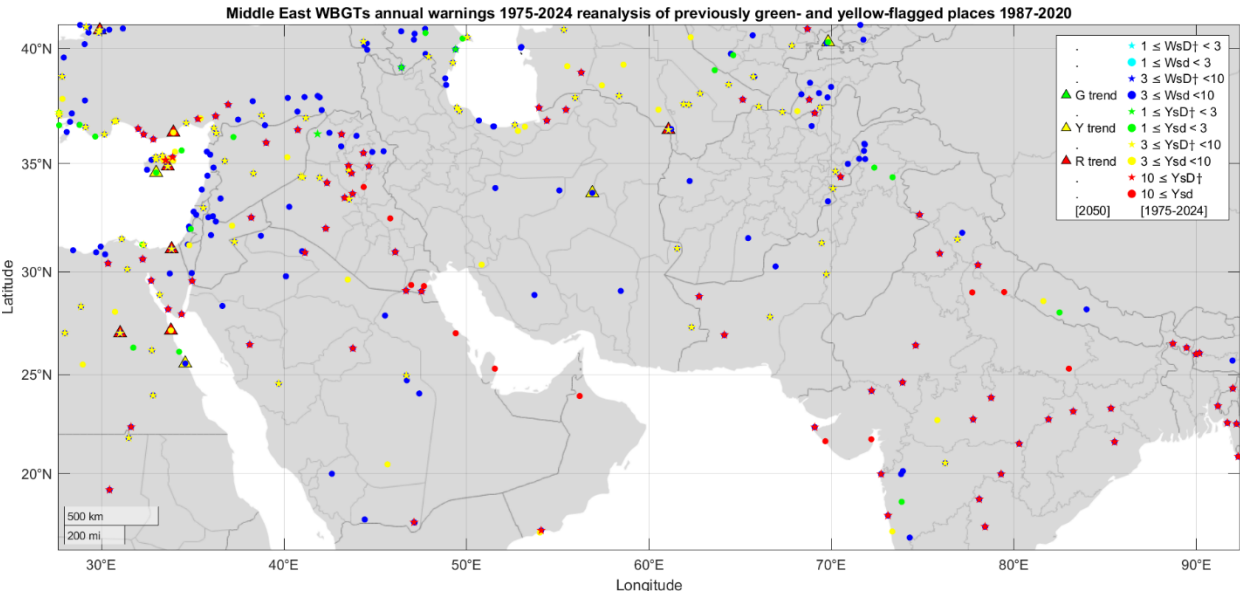 Middle East WBGTs annual warnings 1975-2024 reanalysis of previously green- and yellow-flagged places 1987-2020
40°N
35°N
30°N
25°N
20°N
Latitude
30°E
40°E
50°E
60°E
70°E
80°E
90°E
Longitude
500 km
200 mi
. 1 ≤ WsD† < 3
. 1 ≤ Wsd < 3
. 3 ≤ WsD† <10
G trend 3 ≤ Wsd <10
. 1 ≤ YsD† < 3
. 1 ≤ Ysd < 3
Y trend 3 ≤ YsD† <10
. 3 ≤ Ysd <10
R trend 10 ≤ YsD†
. 10 ≤ Ysd
[2050] [1975-2024]